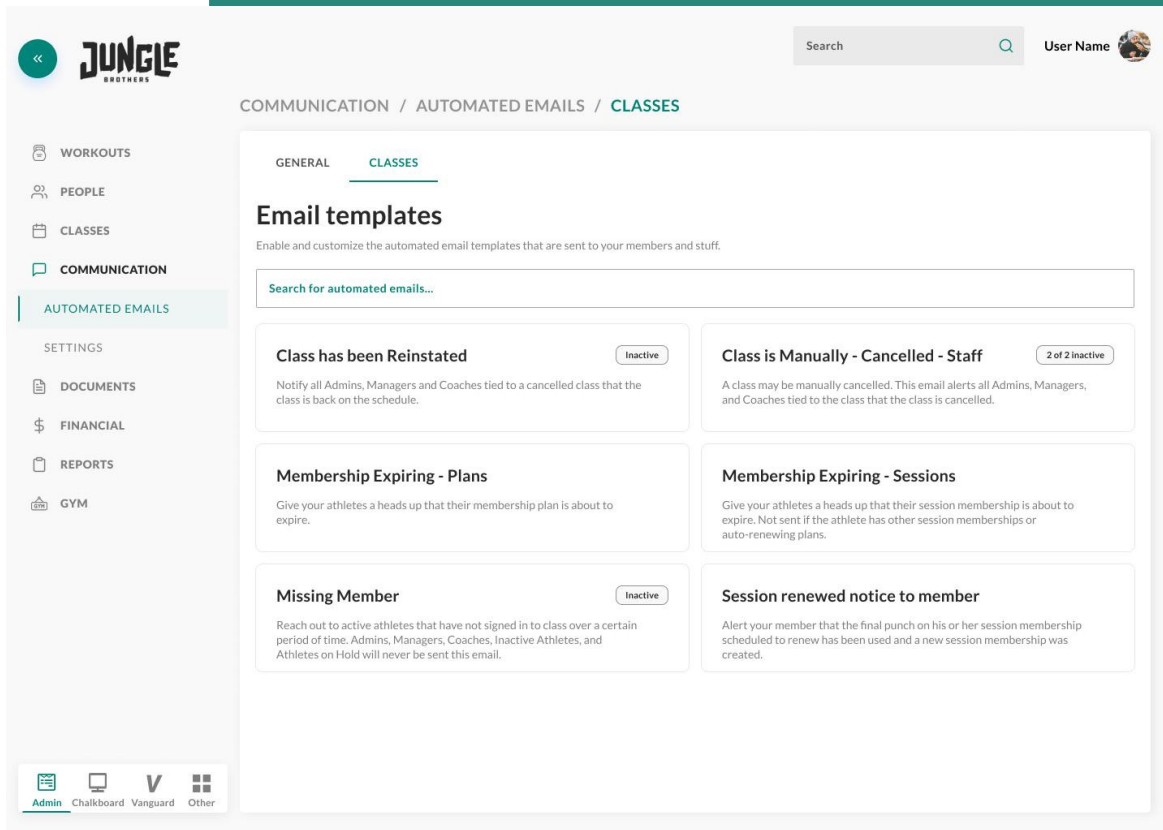 «
JUNGLE
BROTHERS
Search
User Name
COMMUNICATION / AUTOMATED EMAILS / CLASSES
WORKOUTS
PEOPLE
CLASSES
COMMUNICATION
AUTOMATED EMAILS
SETTINGS
DOCUMENTS
$ FINANCIAL
REPORTS
GYM GYM
GENERAL CLASSES
Email templates
Enable and customize the automated email templates that are sent to your members and stuff.
Search for automated emails...
Class has been Reinstated
Inactive
Notify all Admins, Managers and Coaches tied to a cancelled class that the
class is back on the schedule.
Class is Manually - Cancelled - Staff
2 of 2 inactive
A class may be manually cancelled. This email alerts all Admins, Managers,
and Coaches tied to the class that the class is cancelled.
Membership Expiring - Plans
Give your athletes a heads up that their membership plan is about to
expire.
Membership Expiring - Sessions
Give your athletes a heads up that their session membership is about to
expire. Not sent if the athlete has other session memberships or
auto-renewing plans.
Missing Member
Inactive
Reach out to active athletes that have not signed in to class over a certain
period of time. Admins, Managers, Coaches, Inactive Athletes, and
Athletes on Hold will never be sent this email.
Session renewed notice to member
Alert your member that the final punch on his or her session membership
scheduled to renew has been used and a new session membership was
created.
V
Admin Chalkboard Vanguard Other